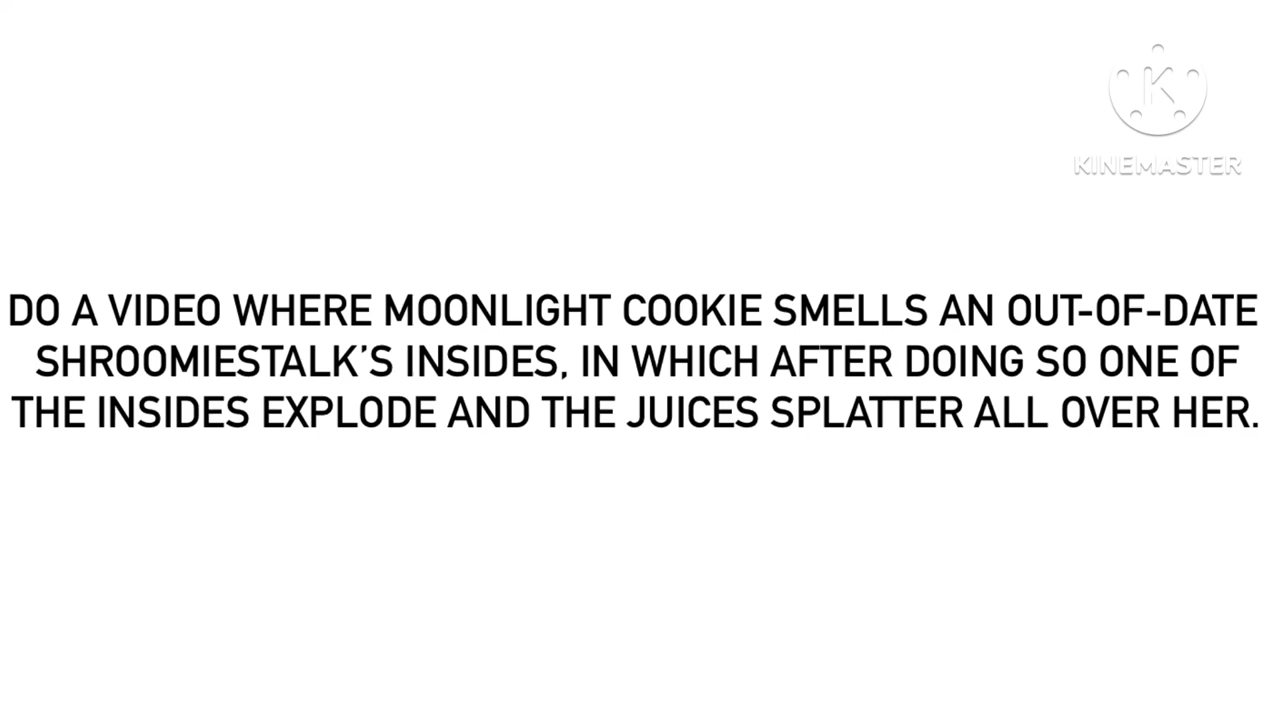 K
KINEMASTER
DO A VIDEO WHERE MOONLIGHT COOKIE SMELLS AN OUT-OF-DATE
SHROOMIESTALK’S INSIDES, IN WHICH AFTER DOING SO ONE OF
THE INSIDES EXPLODE AND THE JUICES SPLATTER ALL OVER HER.